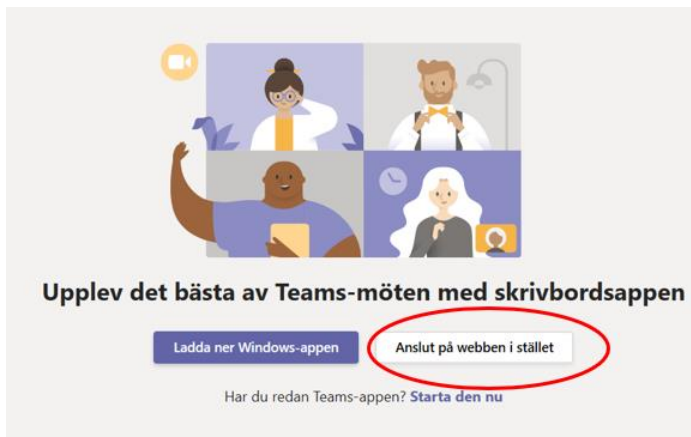 Upplev det bästa av Teams-möten med skrivbordsappen
Ladda ner Windows-appen
Anslut på webben i stället
Har du redan Teams-appen? Starta den nu